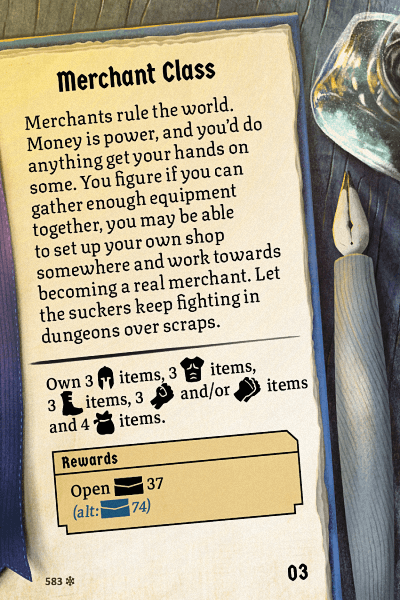 Merchant Class
Merchants rule the world.
Money is power, and you'd do
anything get your hands on
some. You figure if you can
gather enough equipment
together, you may be able
to set up your own shop
somewhere and work towards
becoming a real merchant. Let
the suckers keep fighting in
dungeons over scraps.
Own 3 items, 3 items,
3 items, 3 and/or items
and 4 items.
Rewards
Open 37
(alt: 74)
583
03